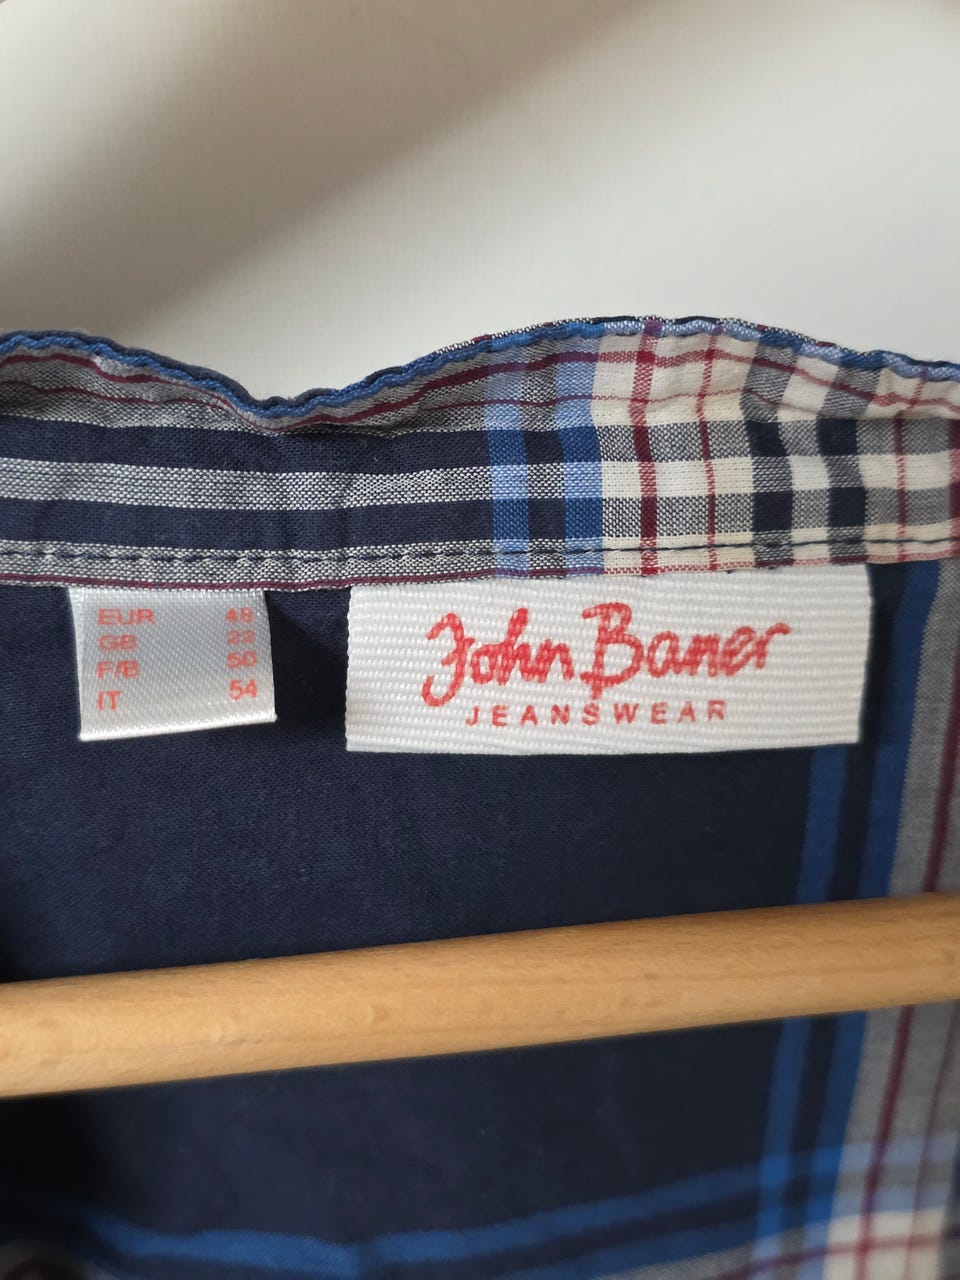 EUR 48
GB 22
F/B 50
IT 54
John Baner
JEANSWEAR